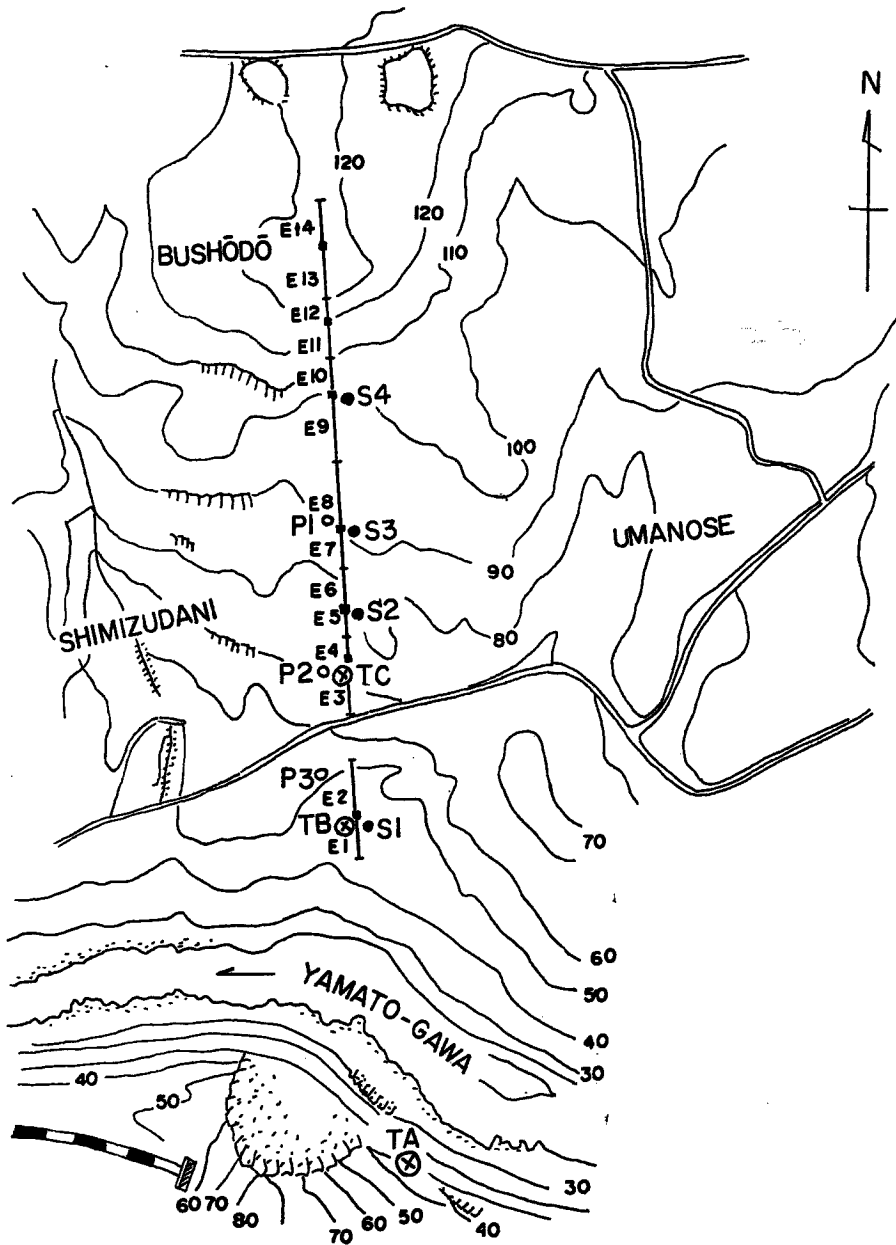 N
120
E14
BUSHŌDŌ
120
110
E13
E12
E11
E10
S4
E9
100
E8
P1
S3
E7
UMANOSE
90
E6
S2
E5
SHIMIZUDANI
80
E4
P2
TC
E3
P3
E2
TB
S1
E1
70
60
50
YAMATO-GAWA
40
30
40
50
TA
30
60
70
50
40
80
60
70